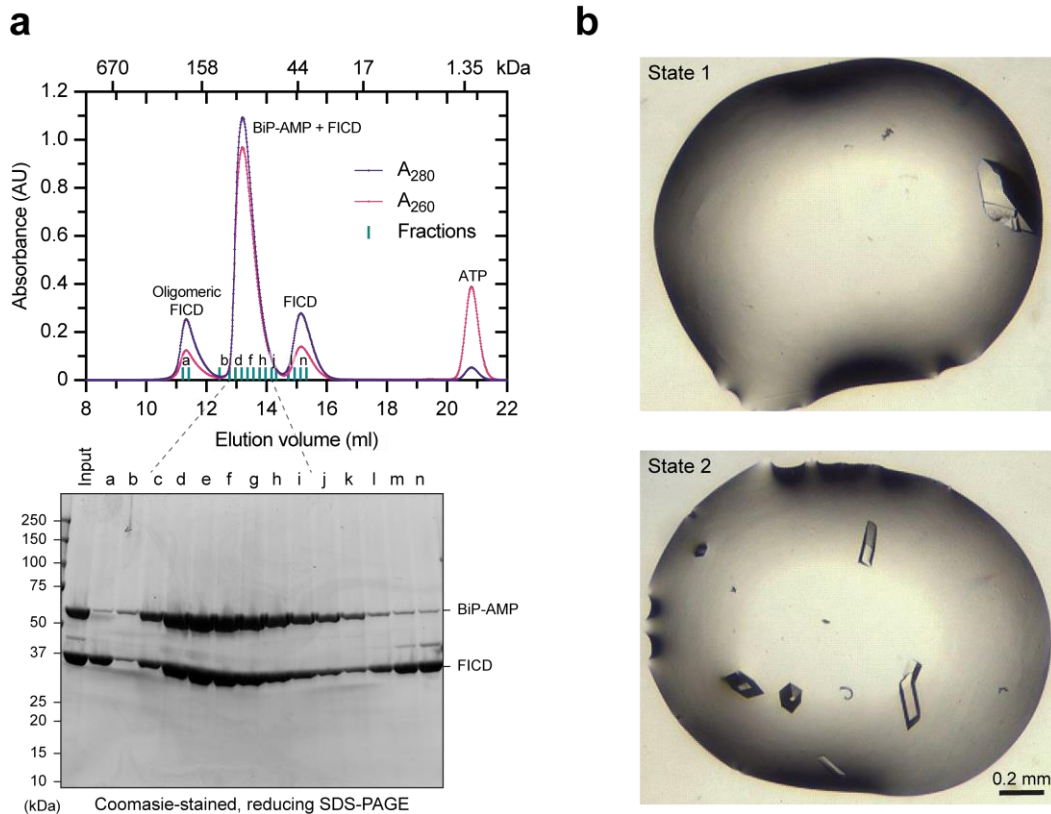 a
670 158 44 17 1.35 kDa
1.2
1.0
0.8
0.6
0.4
0.2
0
Absorbance (AU)
BiP-AMP + FICD
A280
A260
Fractions
Oligomeric
FICD
FICD
ATP
a b d f h j l n
8 10 12 14 16 18 20 22
Elution volume (ml)
Input a b c d e f g h i j k l m n
250
150
100
75
50
37
25
20
15
10
(kDa)
BiP-AMP
FICD
Coomasie-stained, reducing SDS-PAGE
b
State 1
State 2
0.2 mm